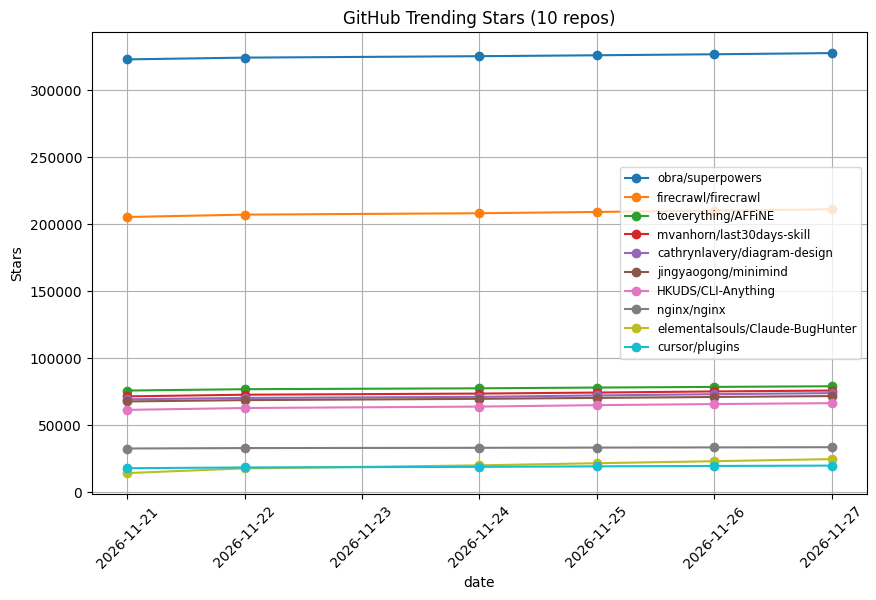 GitHub Trending Stars (10 repos)
Stars
300000
250000
200000
150000
100000
50000
0
obra/superpowers
firecrawl/firecrawl
toeverything/AFFiNE
mvanhorn/last30days-skill
cathrynlavery/diagram-design
jingyaogong/minimind
HKUDS/CLI-Anything
nginx/nginx
elementalsouls/Claude-BugHunter
cursor/plugins
2026-11-21
2026-11-22
2026-11-23
2026-11-24
2026-11-25
2026-11-26
2026-11-27
date